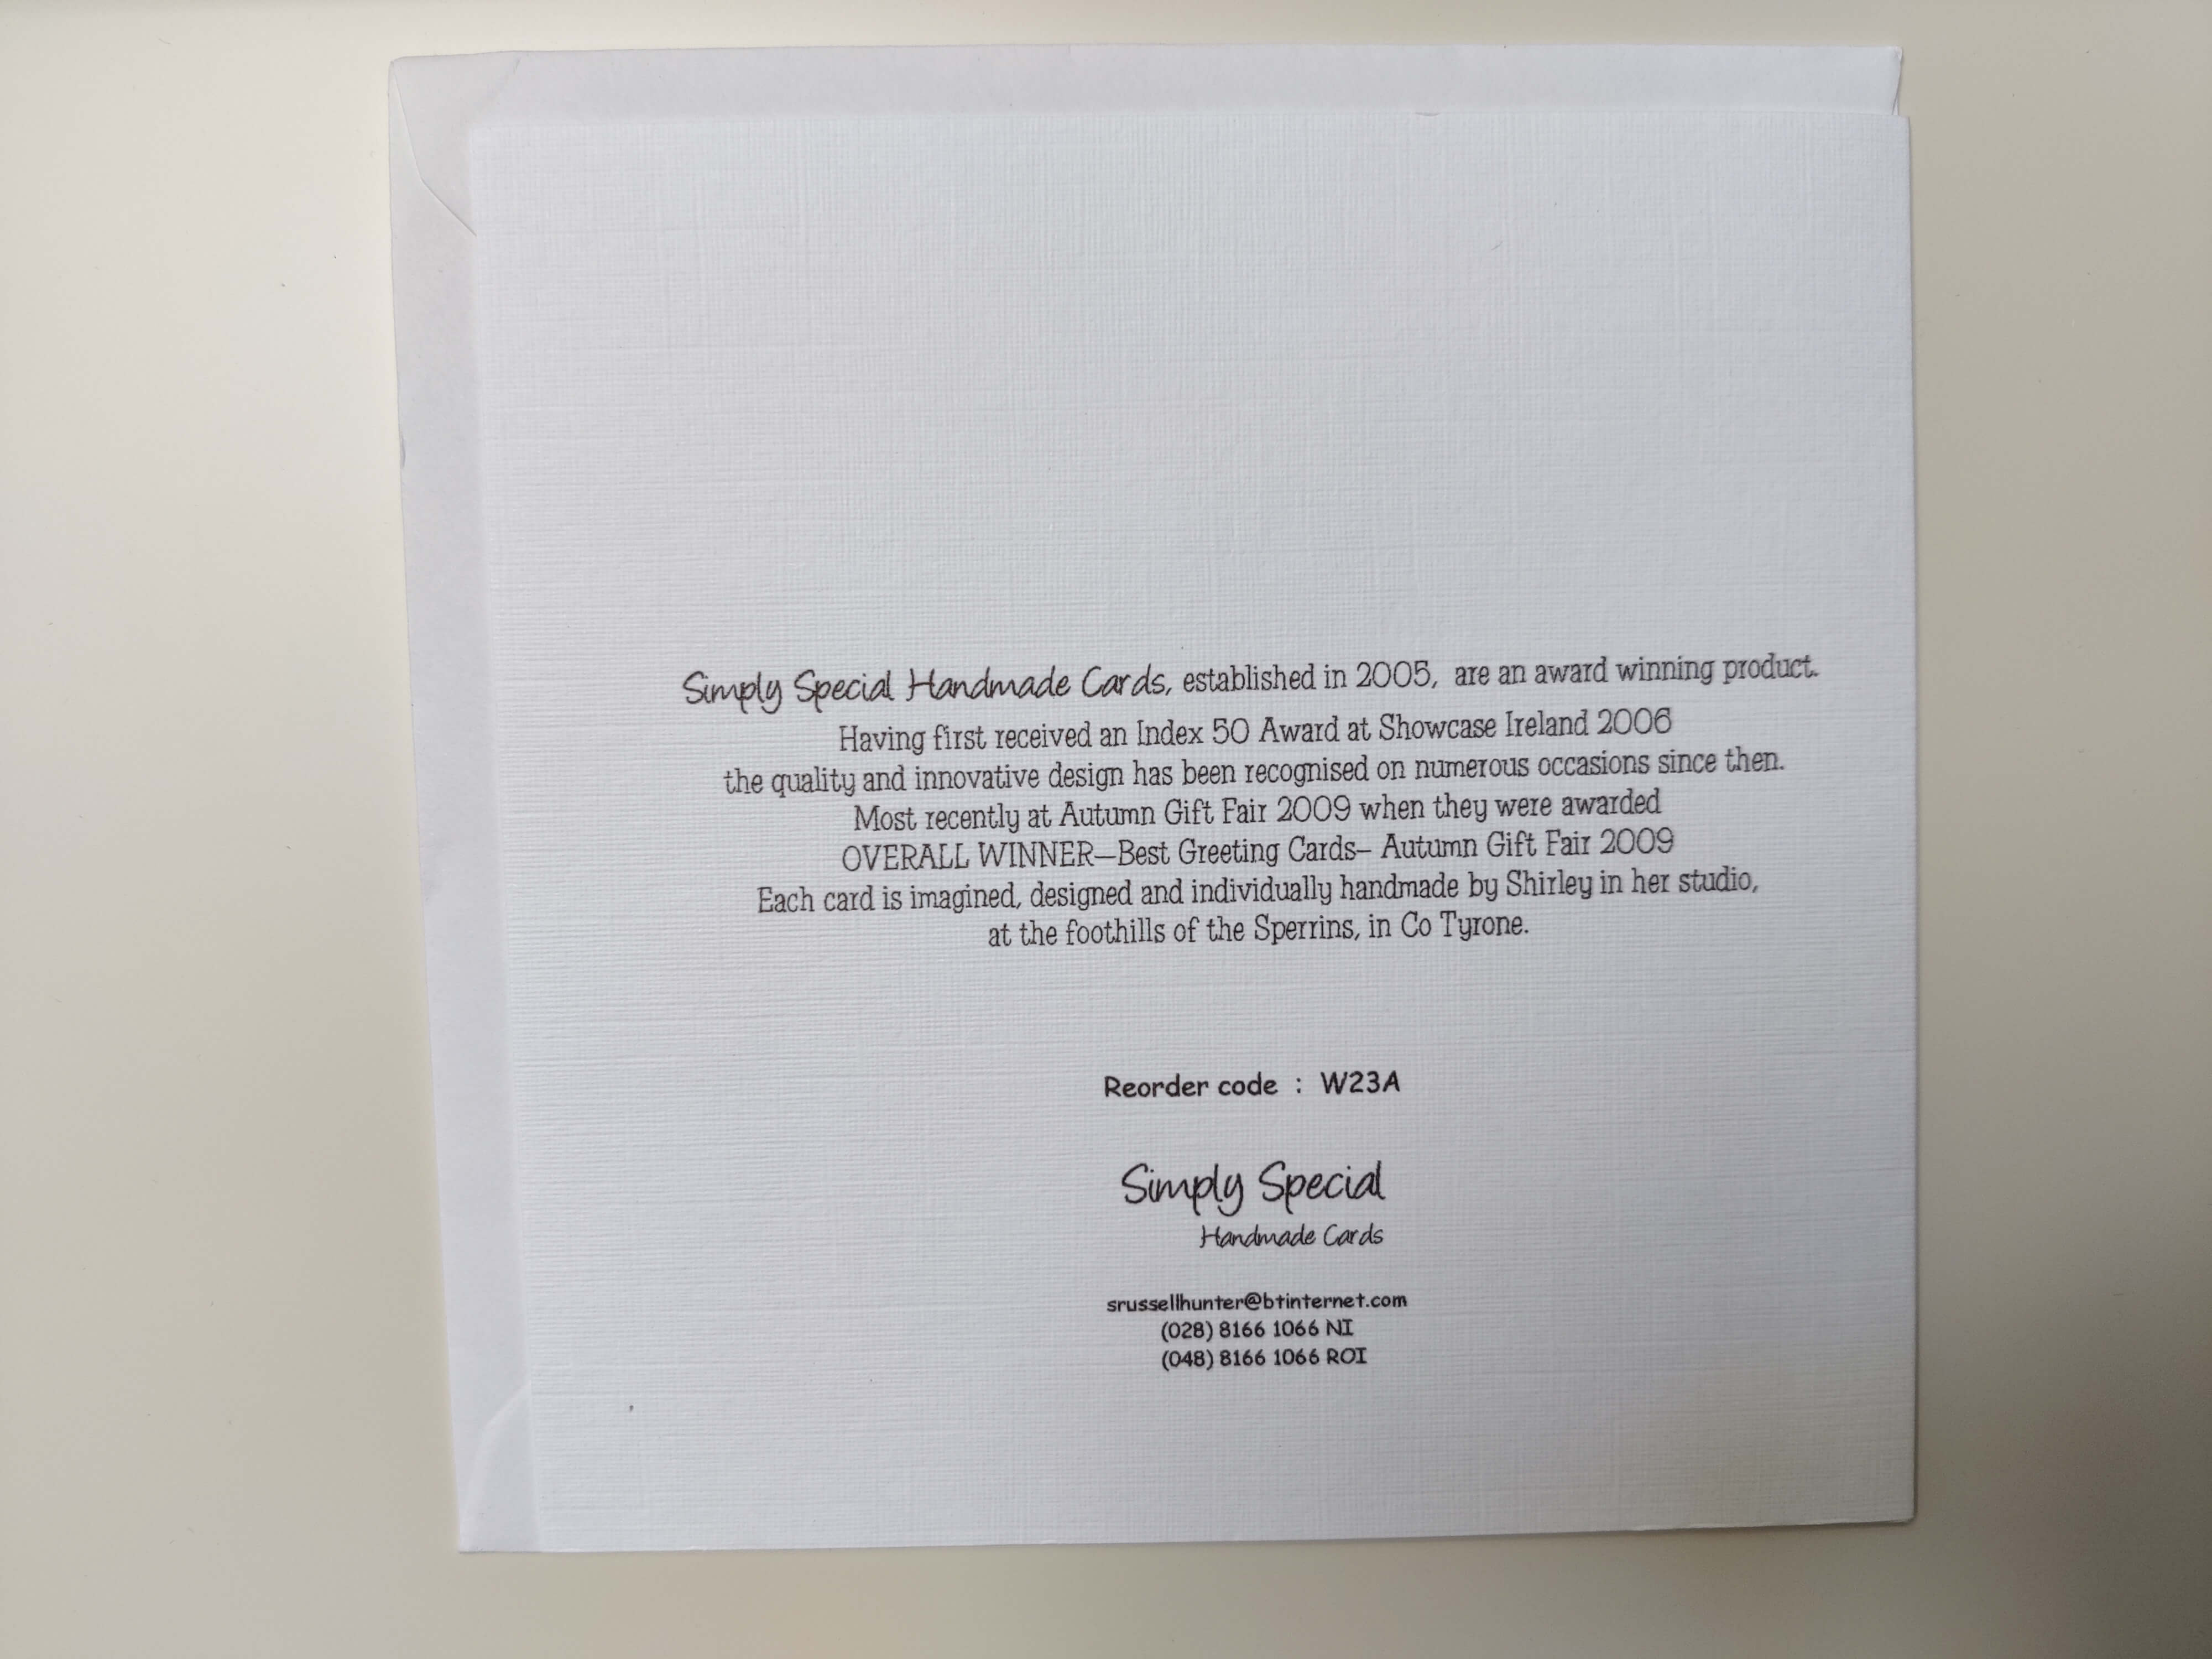 Simply Special Handmade Cards, established in 2005, are an award winning product.
Having first received an Index 50 Award at Showcase Ireland 2006
the quality and innovative design has been recognised on numerous occasions since then.
Most recently at Autumn Gift Fair 2009 when they were awarded
OVERALL WINNER—Best Greeting Cards– Autumn Gift Fair 2009
Each card is imagined, designed and individually handmade by Shirley in her studio,
at the foothills of the Sperrins, in Co Tyrone.
Reorder code : W23A
Simply Special
Handmade Cards
srussellhunter@btinternet.com
(028) 8166 1066 NI
(048) 8166 1066 ROI